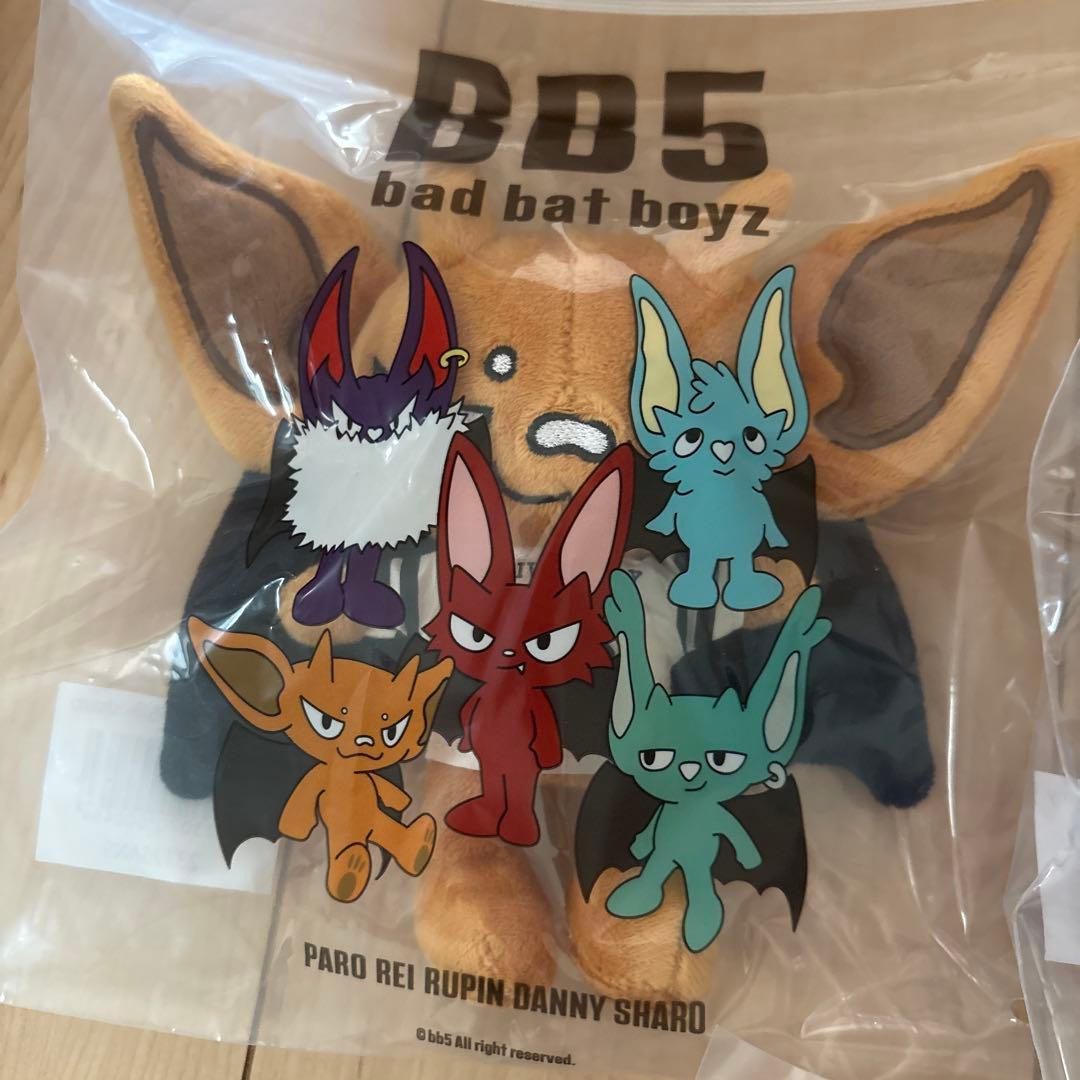 BB5
bad bat boyz
PARO REI RUPIN DANNY SHARO
©bb5 All right reserved.